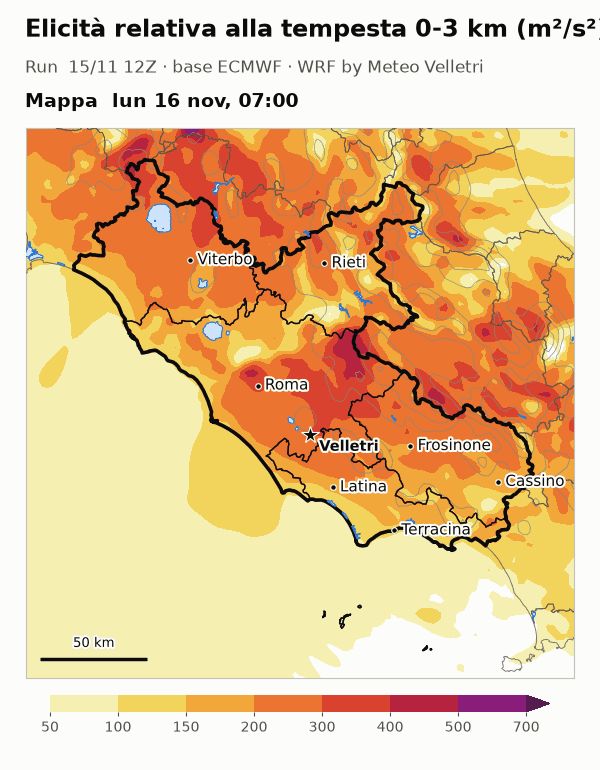 Elicità relativa alla tempesta 0-3 km (m²/s²)
Run 15/11 12Z · base ECMWF · WRF by Meteo Velletri
Mappa lun 16 nov, 07:00
Viterbo
Rieti
Roma
Velletri
Frosinone
Latina
Cassino
Terracina
50 km
50 100 150 200 300 400 500 700